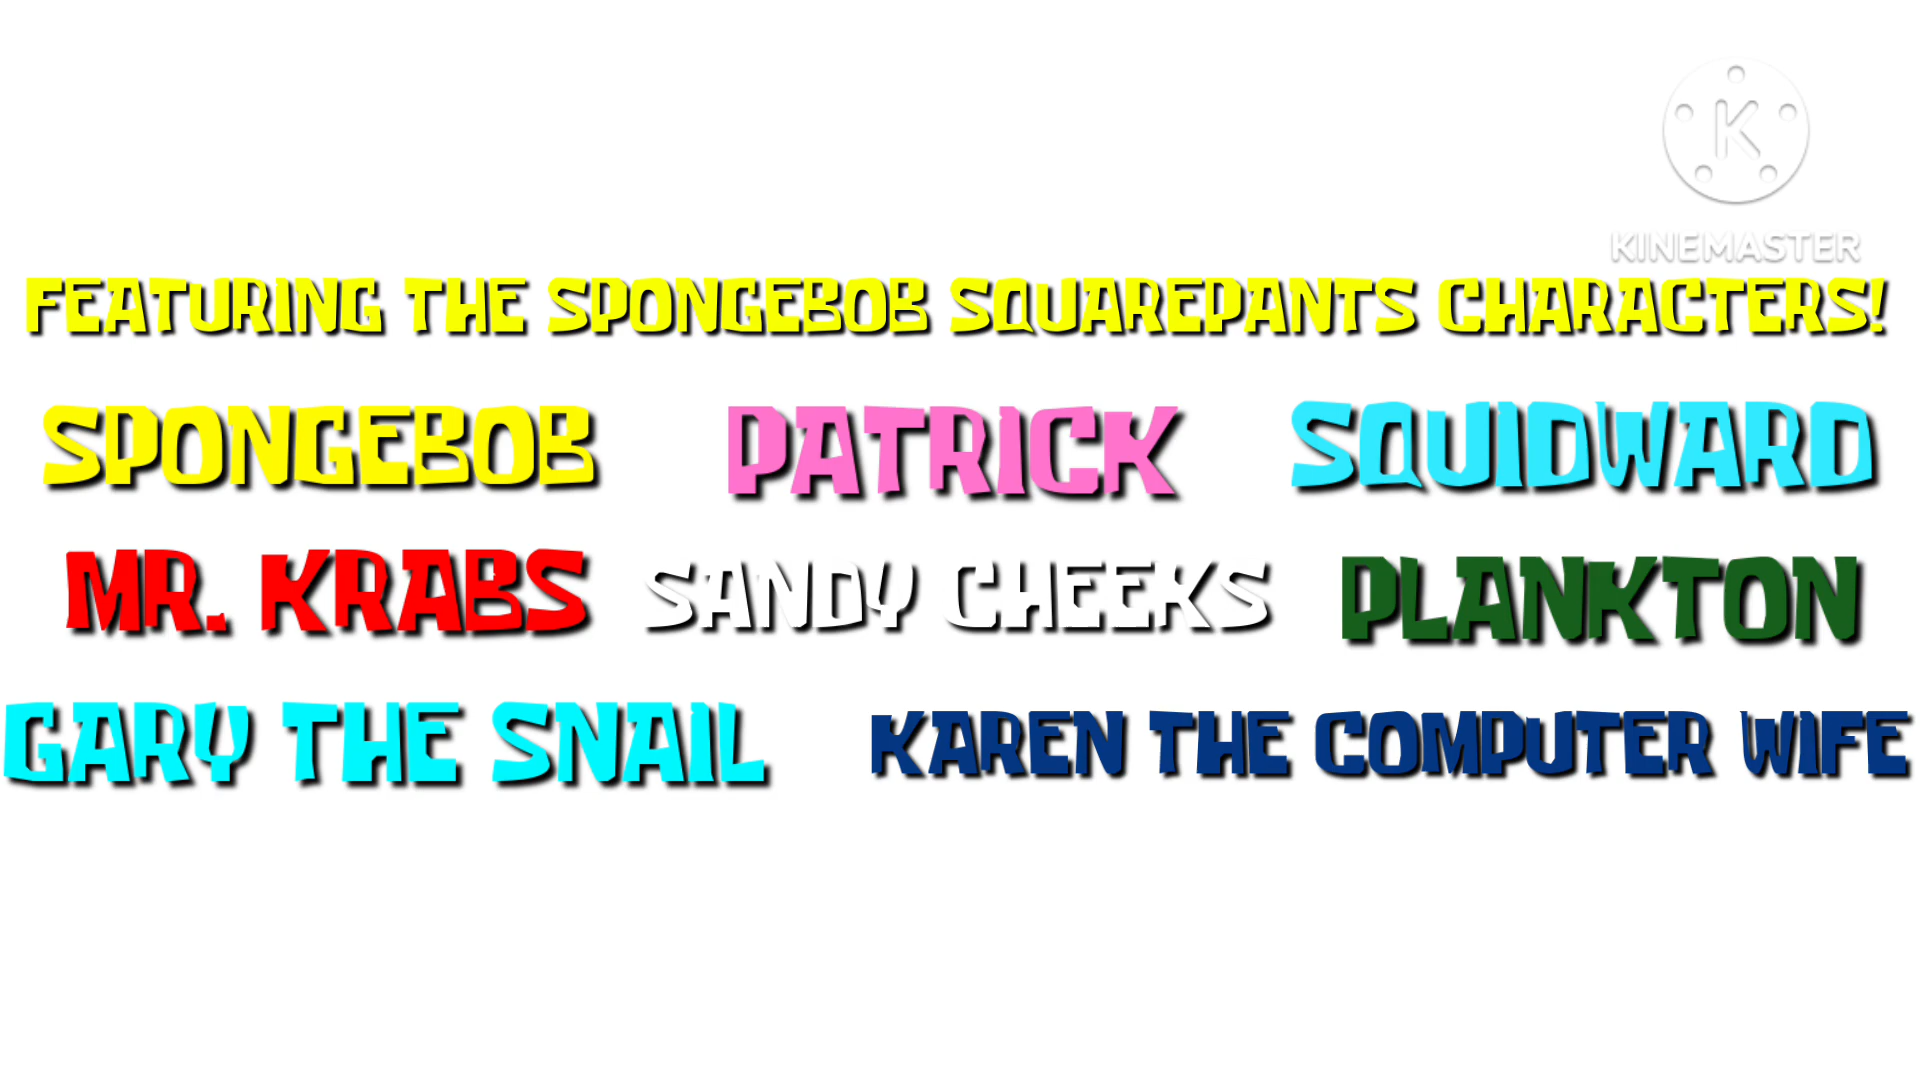 K
KINEMASTER
FEATURING THE SPONGEBOB SQUAREPANTS CHARACTERS!
SPONGEBOB PATRICK SQUIDWARD
MR. KRABS SANDY CHEEKS PLANKTON
GARY THE SNAIL KAREN THE COMPUTER WIFE